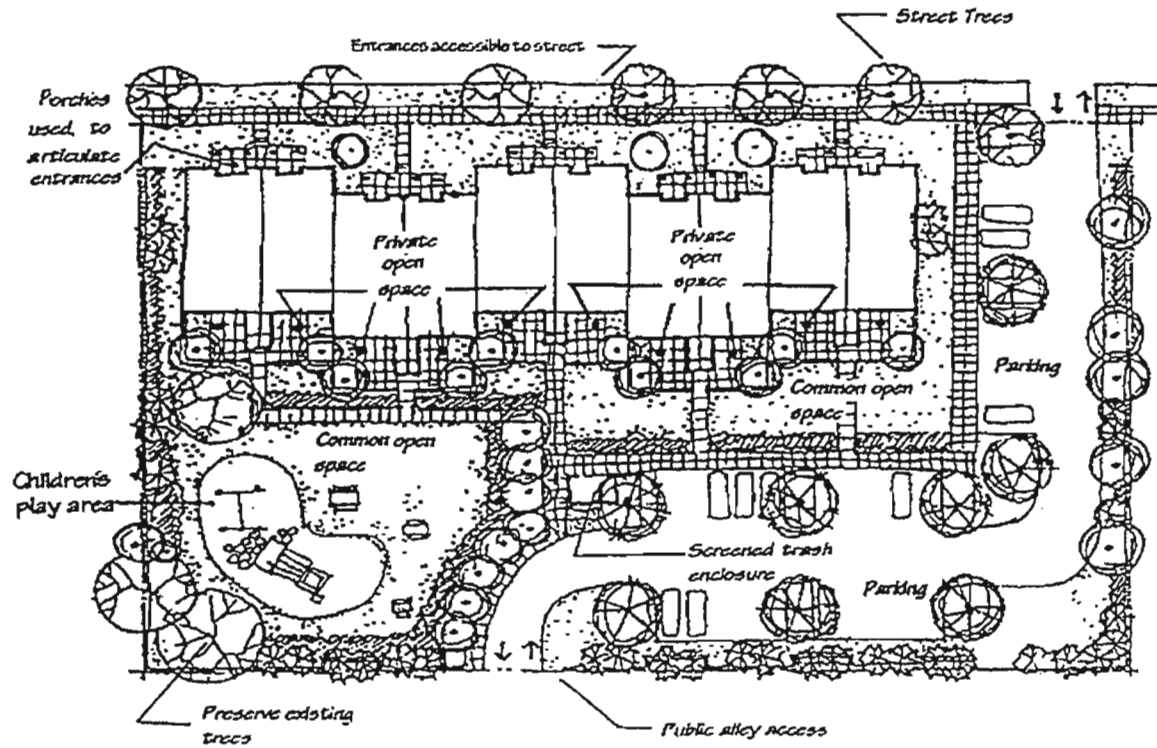 Street Trees
Entrances accessible to street
Porches
used, to
articulate
entrances
Private
open
space
Private
open
space
Parking
Common open
space
Common open
space
Children's
play area
Screened trash
enclosure
Parking
Preserve existing
trees
Public alley access